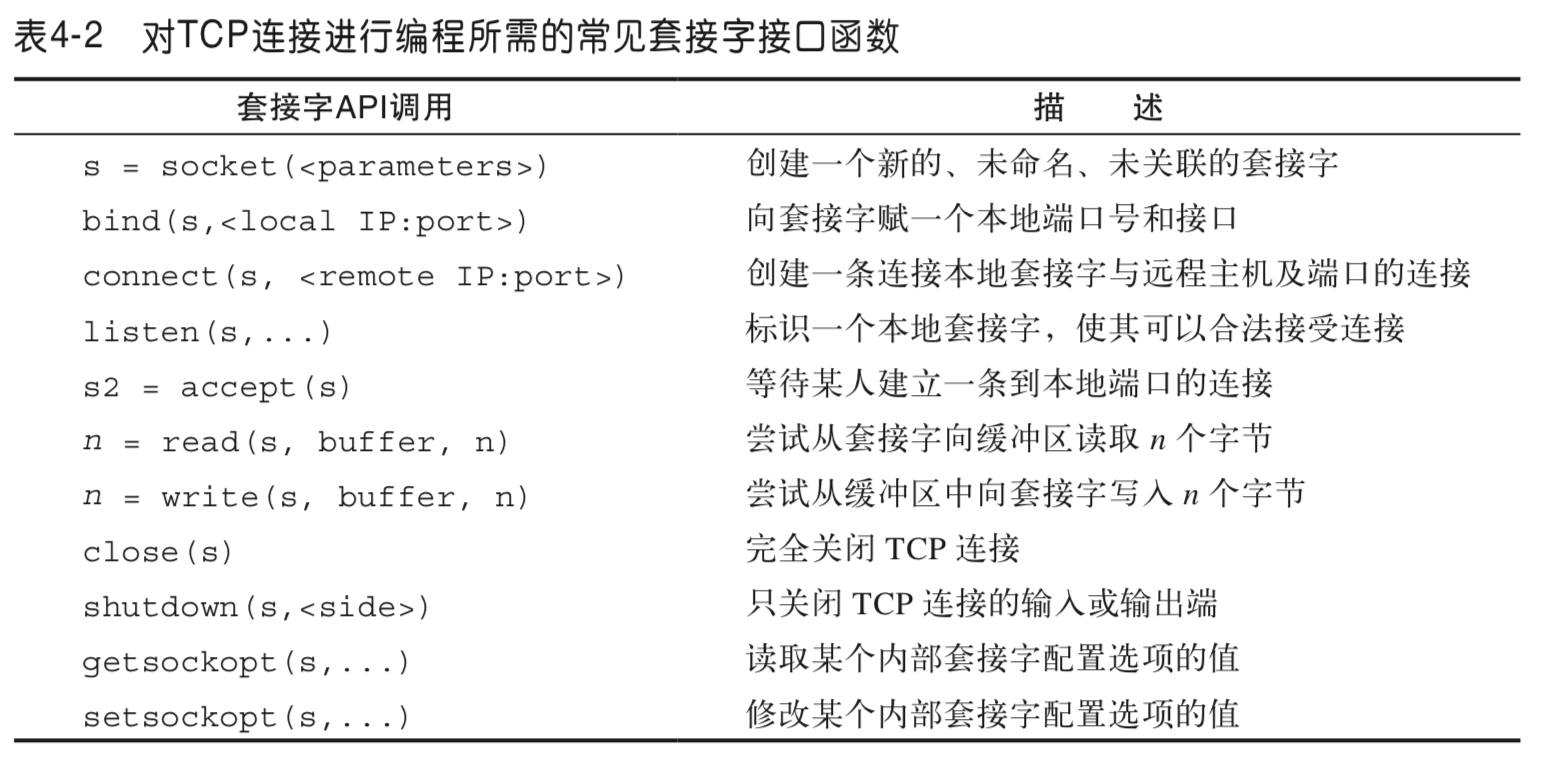 表4-2 对TCP连接进行编程所需的常见套接字接口函数
套接字API调用 描 述
s = socket(<parameters>) 创建一个新的、未命名、未关联的套接字
bind(s,<local IP:port>) 向套接字赋一个本地端口号和接口
connect(s, <remote IP:port>) 创建一条连接本地套接字与远程主机及端口的连接
listen(s,...) 标识一个本地套接字，使其可以合法接受连接
s2 = accept(s) 等待某人建立一条到本地端口的连接
n = read(s, buffer, n) 尝试从套接字向缓冲区读取 n 个字节
n = write(s, buffer, n) 尝试从缓冲区中向套接字写入 n 个字节
close(s) 完全关闭 TCP 连接
shutdown(s,<side>) 只关闭 TCP 连接的输入或输出端
getsockopt(s,...) 读取某个内部套接字配置选项的值
setsockopt(s,...) 修改某个内部套接字配置选项的值